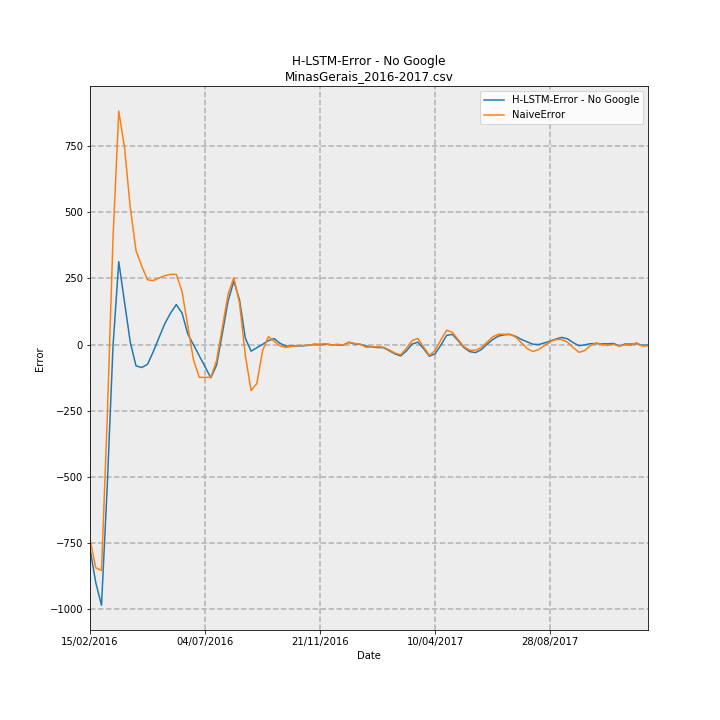 H-LSTM-Error - No Google
MinasGerais_2016-2017.csv
H-LSTM-Error - No Google
NaiveError
750
500
250
0
−250
−500
−750
−1000
Error
15/02/2016
04/07/2016
21/11/2016
10/04/2017
28/08/2017
Date